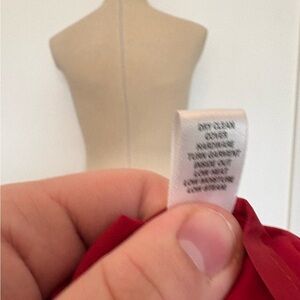 DRY CLEAN
COVER
HARDWARE
TURN GARMENT
INSIDE OUT
LOW HEAT
LOW MOISTURE
LOW STEAM